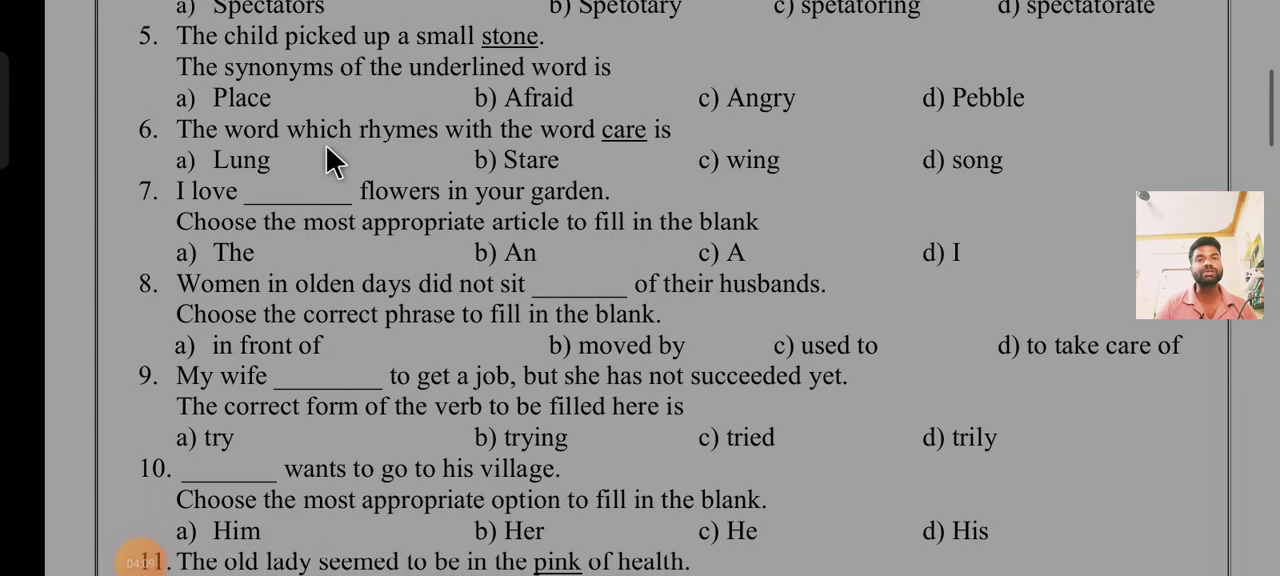 a) Spectators b) Spetotary c) spetatoring d) spectatorate
5. The child picked up a small stone.
The synonyms of the underlined word is
a) Place b) Afraid c) Angry d) Pebble
6. The word which rhymes with the word care is
a) Lung b) Stare c) wing d) song
7. I love ________ flowers in your garden.
Choose the most appropriate article to fill in the blank
a) The b) An c) A d) I
8. Women in olden days did not sit _______ of their husbands.
Choose the correct phrase to fill in the blank.
a) in front of b) moved by c) used to d) to take care of
9. My wife ________ to get a job, but she has not succeeded yet.
The correct form of the verb to be filled here is
a) try b) trying c) tried d) trily
10. _______ wants to go to his village.
Choose the most appropriate option to fill in the blank.
a) Him b) Her c) He d) His
11. The old lady seemed to be in the pink of health.
04:09